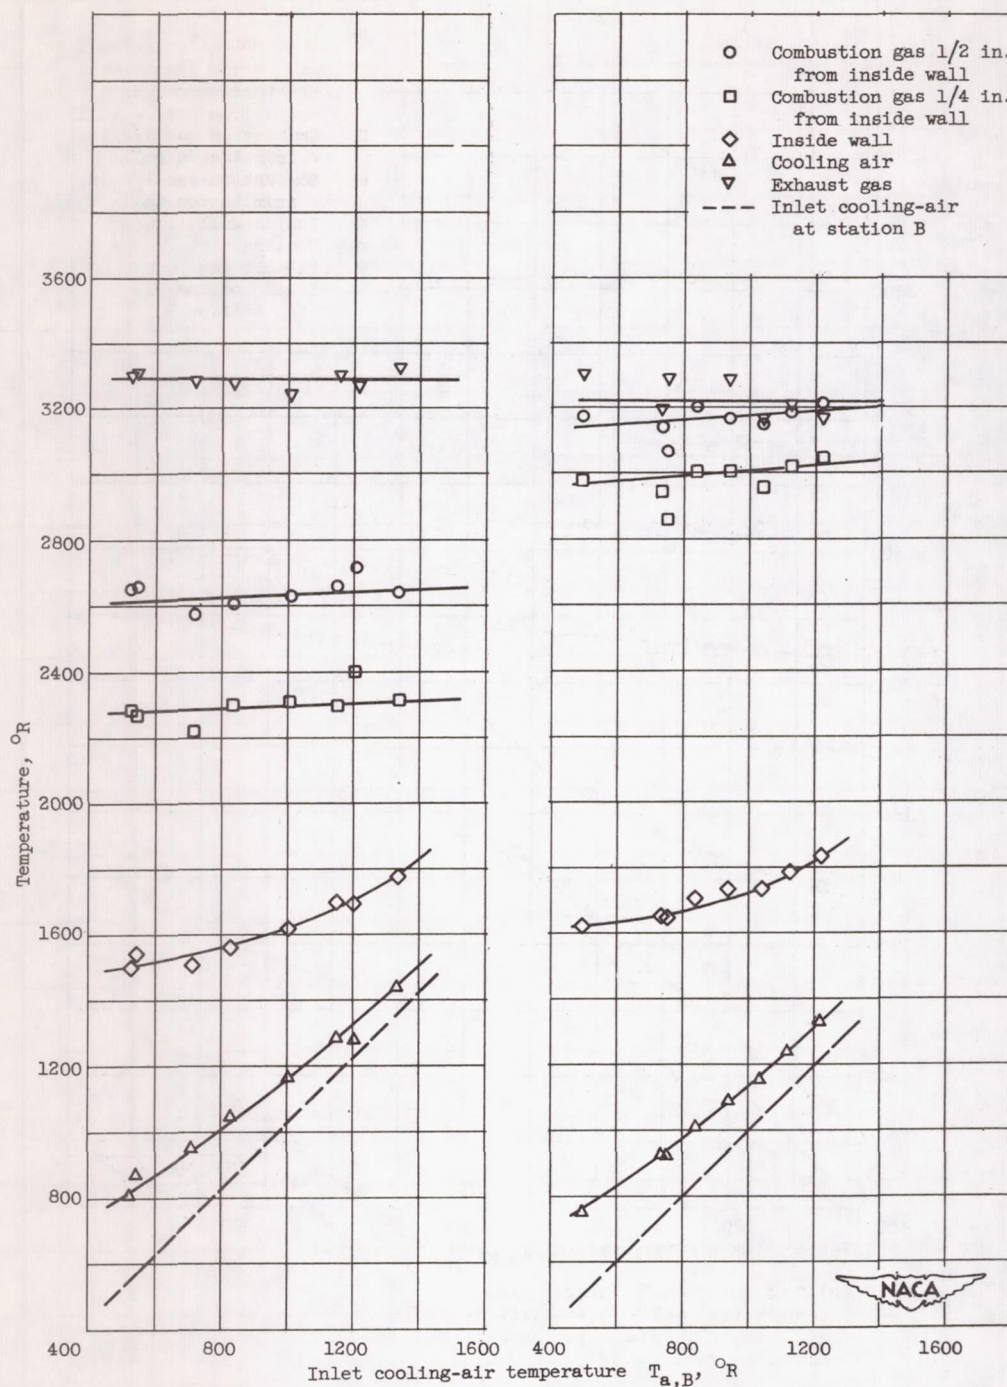 Combustion gas 1/2 in.
from inside wall
Combustion gas 1/4 in.
from inside wall
Inside wall
Cooling air
Exhaust gas
Inlet cooling-air
at station B
3600
3200
2800
2400
2000
1600
1200
800
Temperature, °R
NACA
400 800 1200 1600 400 800 1200 1600
Inlet cooling-air temperature Ta,B, °R